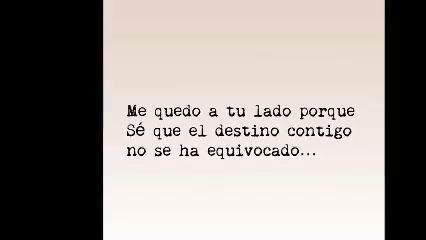 Me quedo a tu lado porque
Sé que el destino contigo
no se ha equivocado...